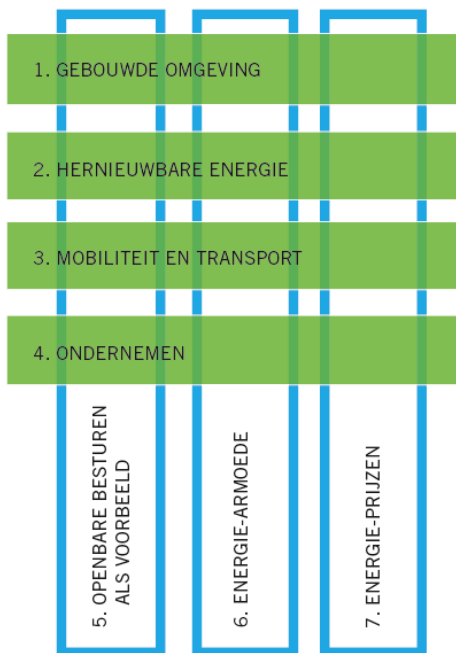 1. GEBOUWDE OMGEVING
2. HERNIEUWBARE ENERGIE
3. MOBILITEIT EN TRANSPORT
4. ONDERNEMEN
5. OPENBARE BESTUREN
ALS VOORBEELD
6. ENERGIE-ARMOEDE
7. ENERGIE-PRIJZEN